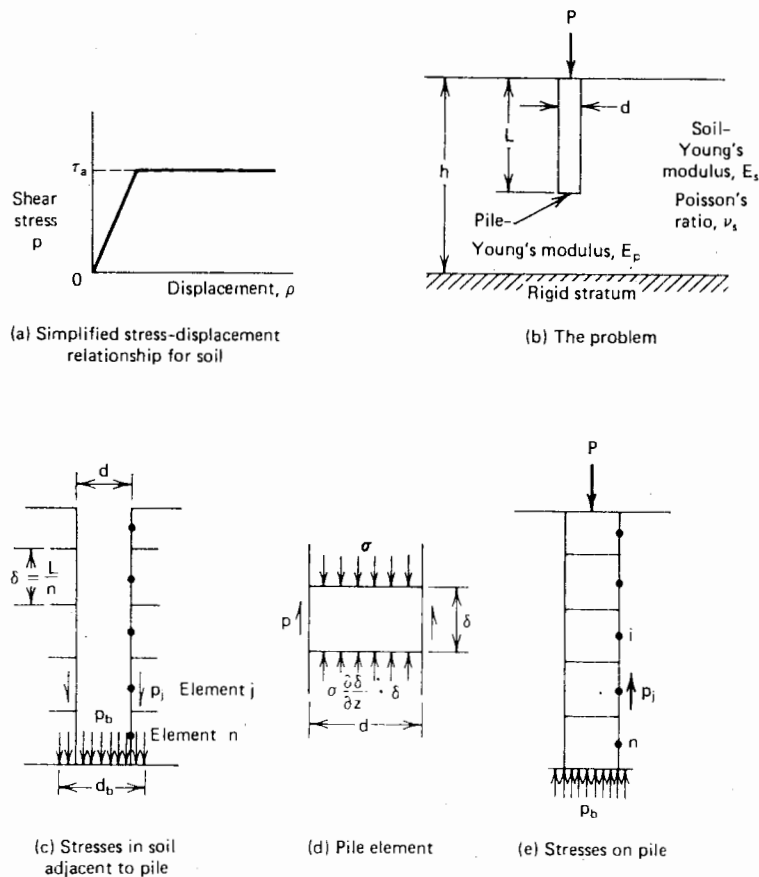 τa
Shear
stress
p
0
Displacement, ρ
(a) Simplified stress-displacement
relationship for soil
P
d
L
h
Soil-
Young's
modulus, Es
Poisson's
ratio, νs
Pile-
Young's modulus, Ep
Rigid stratum
(b) The problem
d
δ = L/n
pj Element j
pb
Element n
db
(c) Stresses in soil
adjacent to pile
σ
p
δ
σ ∂δ/∂z · δ
d
(d) Pile element
P
i
pj
n
pb
(e) Stresses on pile